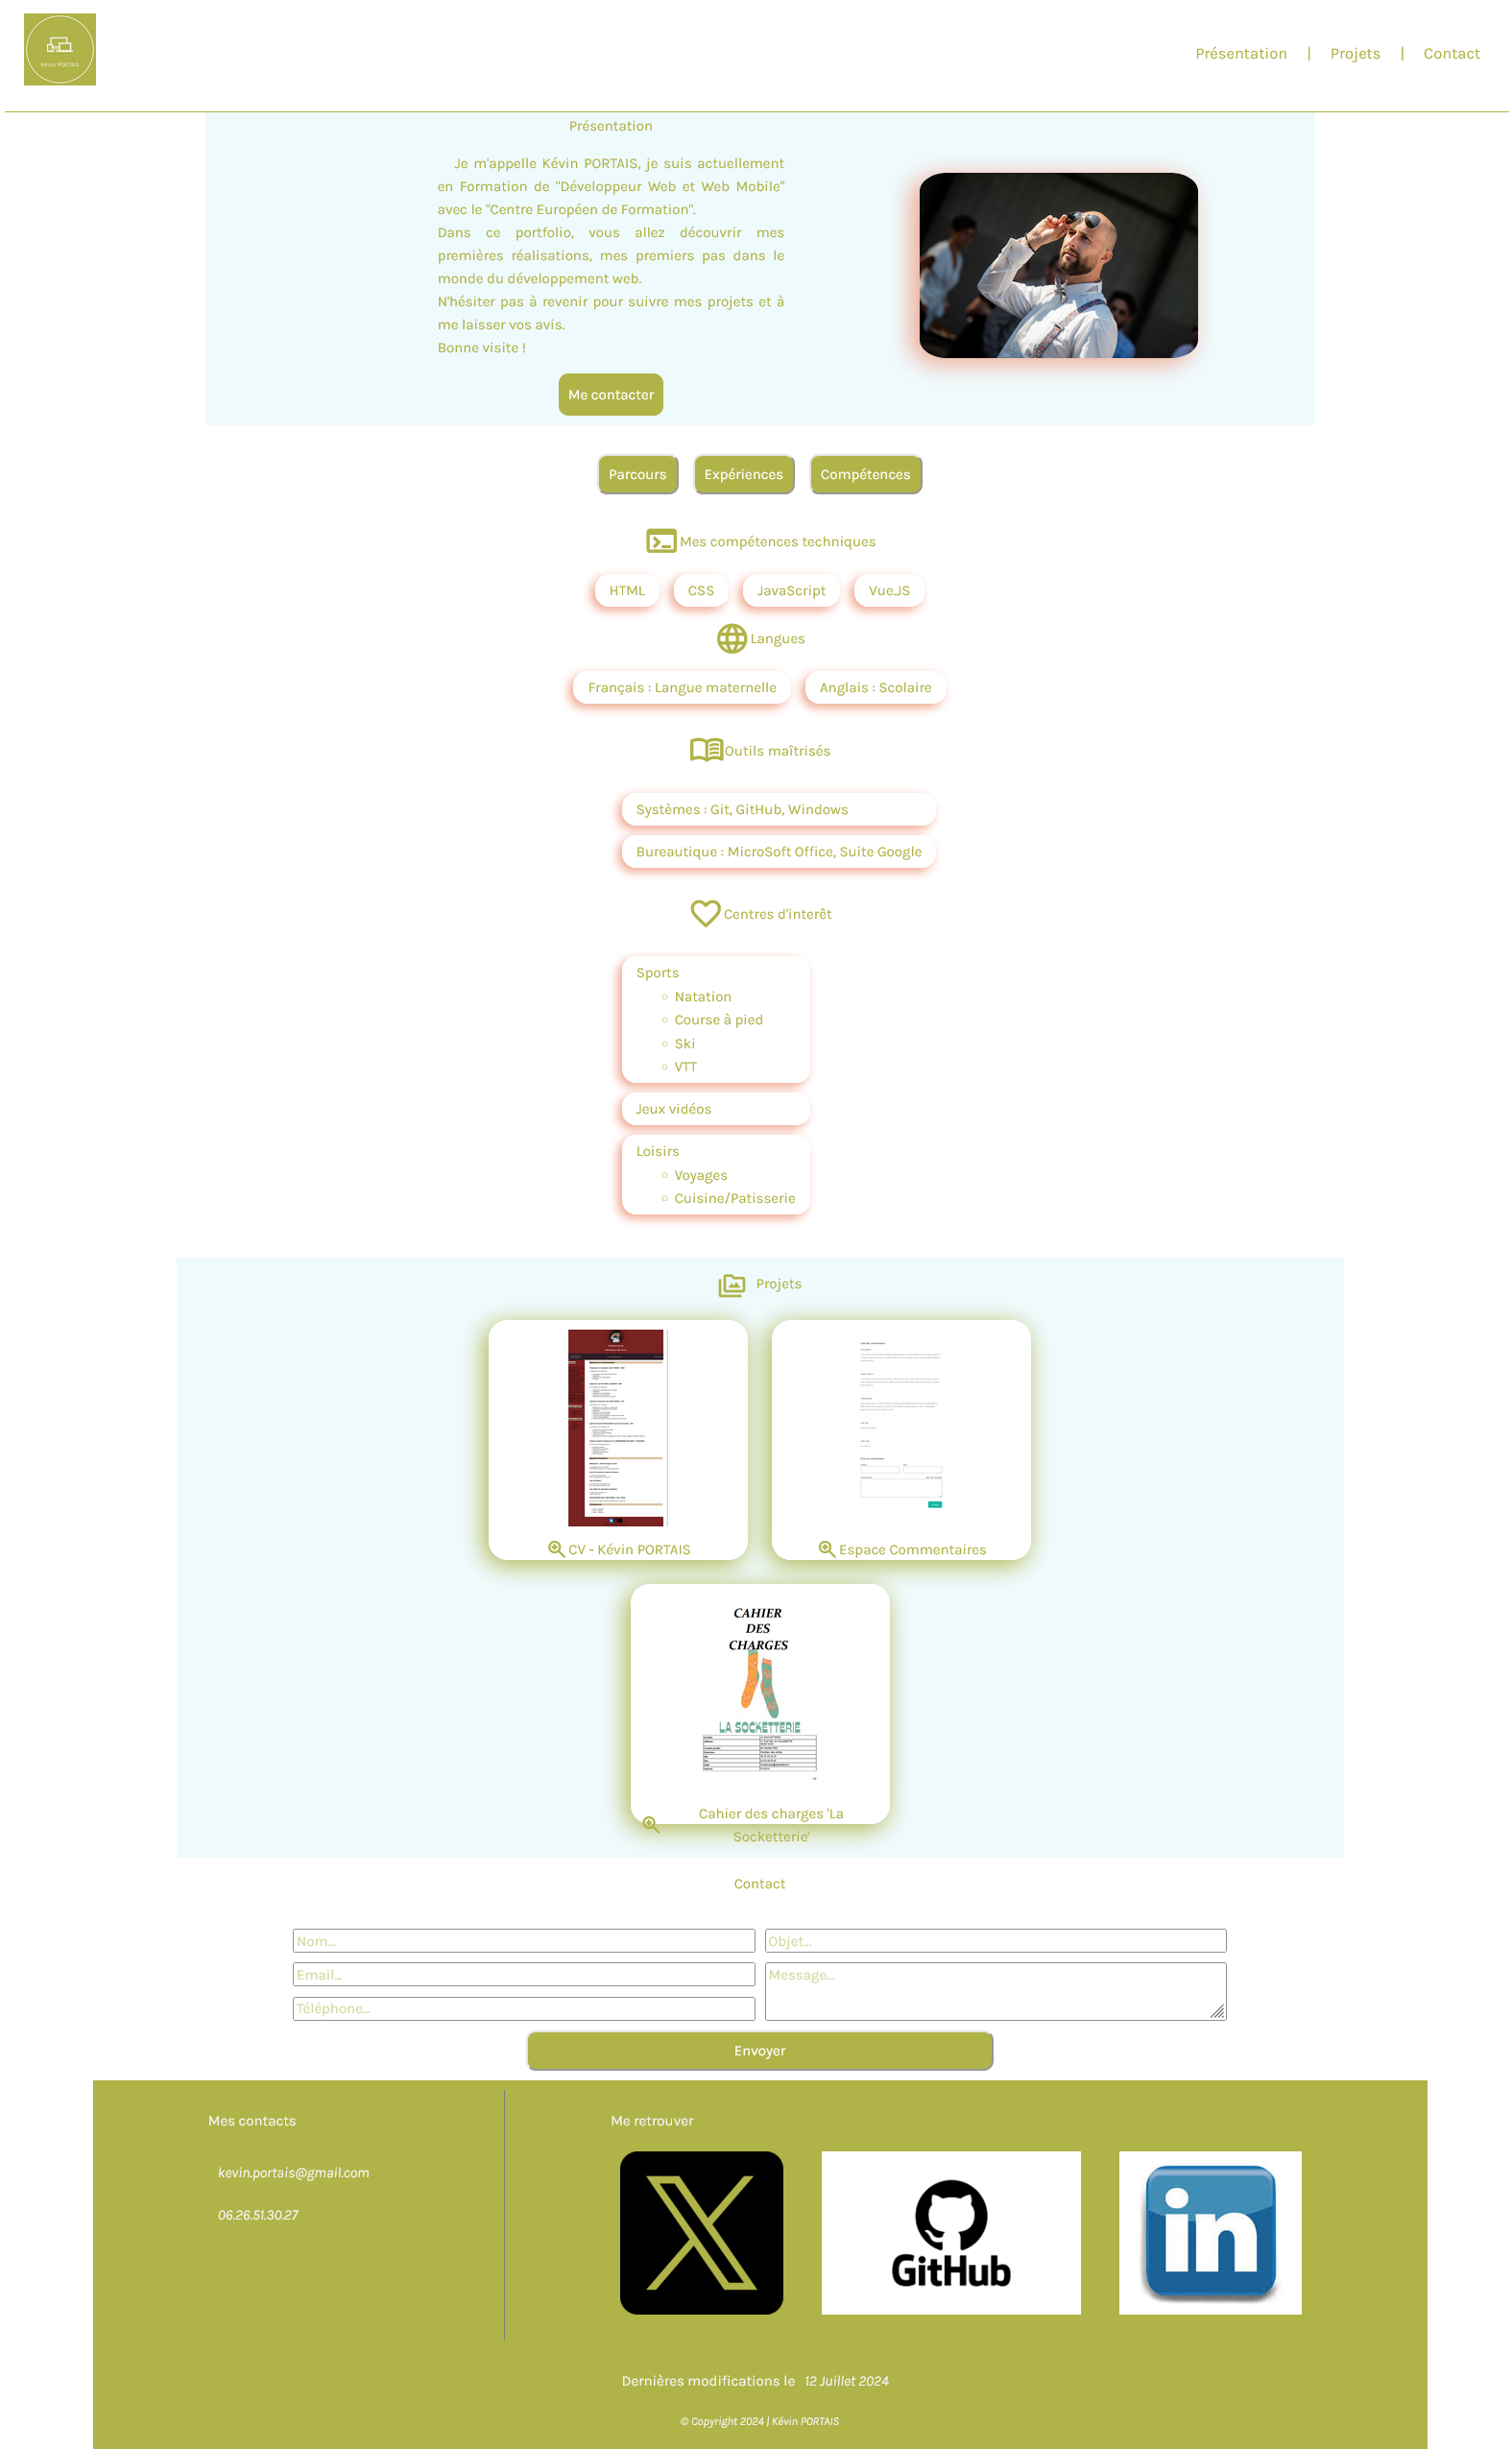 Kévin PORTAIS
Présentation | Projets | Contact
Présentation
Je m'appelle Kévin PORTAIS, je suis actuellement
en Formation de "Développeur Web et Web Mobile"
avec le "Centre Européen de Formation".
Dans ce portfolio, vous allez découvrir mes
premières réalisations, mes premiers pas dans le
monde du développement web.
N'hésiter pas à revenir pour suivre mes projets et à
me laisser vos avis.
Bonne visite !
Me contacter
Parcours Expériences Compétences
Mes compétences techniques
HTML CSS JavaScript Vue.JS
Langues
Français : Langue maternelle Anglais : Scolaire
Outils maîtrisés
Systèmes : Git, GitHub, Windows
Bureautique : MicroSoft Office, Suite Google
Centres d'interêt
Sports
Natation
Course à pied
Ski
VTT
Jeux vidéos
Loisirs
Voyages
Cuisine/Patisserie
Projets
CV - Kévin PORTAIS
Espace Commentaires
CAHIER
DES
CHARGES
LA SOCKETTERIE
Cahier des charges 'La
Socketterie'
Contact
Nom... Objet...
Email... Message...
Téléphone...
Envoyer
Mes contacts
kevin.portais@gmail.com
06.26.51.30.27
Me retrouver
X
GitHub
in
Dernières modifications le 12 Juillet 2024
© Copyright 2024 | Kévin PORTAIS